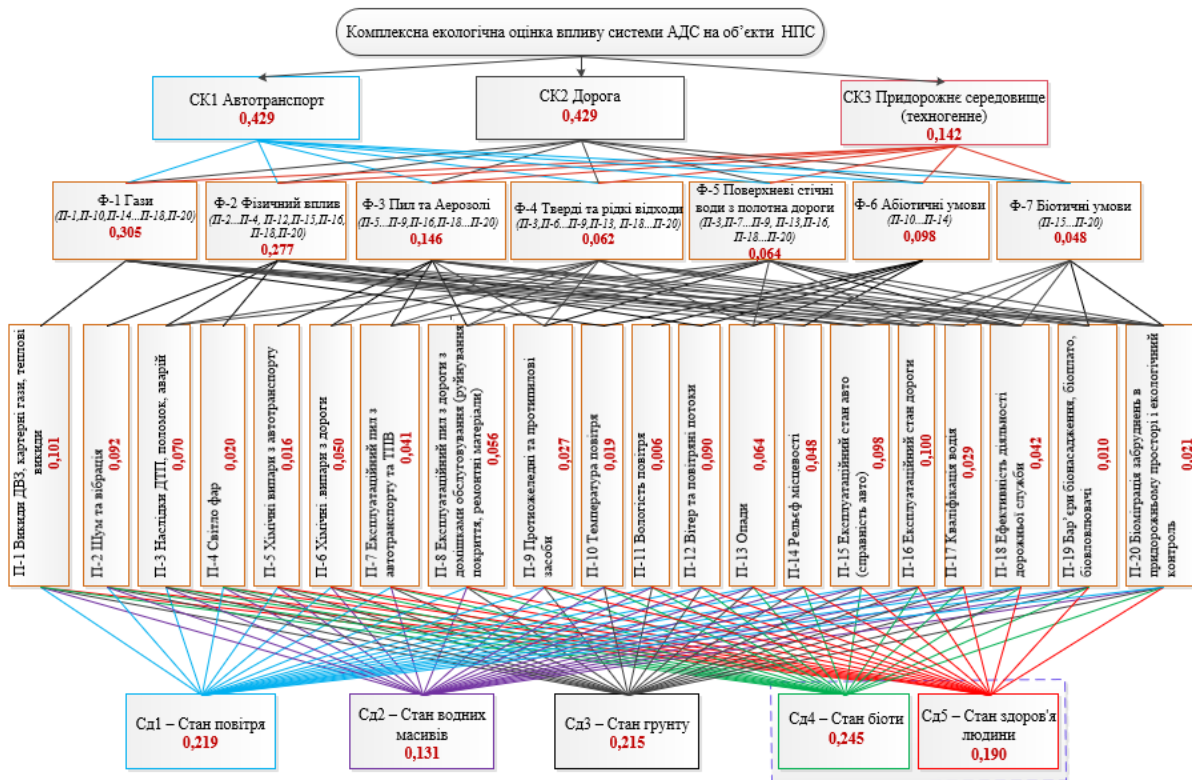 Комплексна екологічна оцінка впливу системи АДС на об’єкти НПС
СК1 Автотранспорт
0,429
СК2 Дорога
0,429
СК3 Придорожнє середовище
(техногенне)
0,142
Ф-1 Гази
(П-1,П-10,П-14...П-18,П-20)
0,305
Ф-2 Фізичний вплив
(П-2...П-4, П-12,П-15,П-16,
П-18,П-20)
0,277
Ф-3 Пил та Аерозолі
(П-5...П-9,П-16,П-18...П-20)
0,146
Ф-4 Тверді та рідкі відходи
(П-3,П-6...П-9,П-13, П-18...П-20)
0,062
Ф-5 Поверхневі стічні
води з полотна дороги
(П-3,П-7...П-9, П-13,П-16,
П-18...П-20)
0,064
Ф-6 Абіотичні умови
(П-10...П-14)
0,098
Ф-7 Біотичні умови
(П-15...П-20)
0,048
П-1 Викиди ДВЗ, картерні гази, теплові
викиди
0,101
П-2 Шум та вібрація
0,092
П-3 Наслідки ДТП, поломок, аварій
0,070
П-4 Світло фар
0,020
П-5 Хімічні випари з автотранспорту
0,016
П-6 Хімічні .випари з дороги
0,050
П-7 Експлуатаційний пил з
автотранспорту та ТПВ
0,041
П-8 Експлуатаційний пил з дороги з
домішками обслуговування (руйнування
покриття, ремонтні матеріали)
0,056
П-9 Протиожеледні та протипилові
засоби
0,027
П-10 Температура повітря
0,019
П-11 Вологість повітря
0,006
П-12 Вітер та повітряні потоки
0,090
П-13 Опади
0,064
П-14 Рельєф місцевості
0,048
П-15 Експлуатаційний стан авто
(справність авто)
0,098
П-16 Експлуатаційний стан дороги
0,100
П-17 Кваліфікація водія
0,029
П-18 Ефективність діяльності
дорожньої служби
0,042
П-19 Бар’єри біонасадження, біоплато,
біовловлювачі
0,010
П-20 Біоміграція забруднень в
придорожньому просторі і екологічний
контроль
0,021
Сд1 – Стан повітря
0,219
Сд2 – Стан водних
масивів
0,131
Сд3 – Стан грунту
0,215
Сд4 – Стан біоти
0,245
Сд5 – Стан здоров'я
людини
0,190